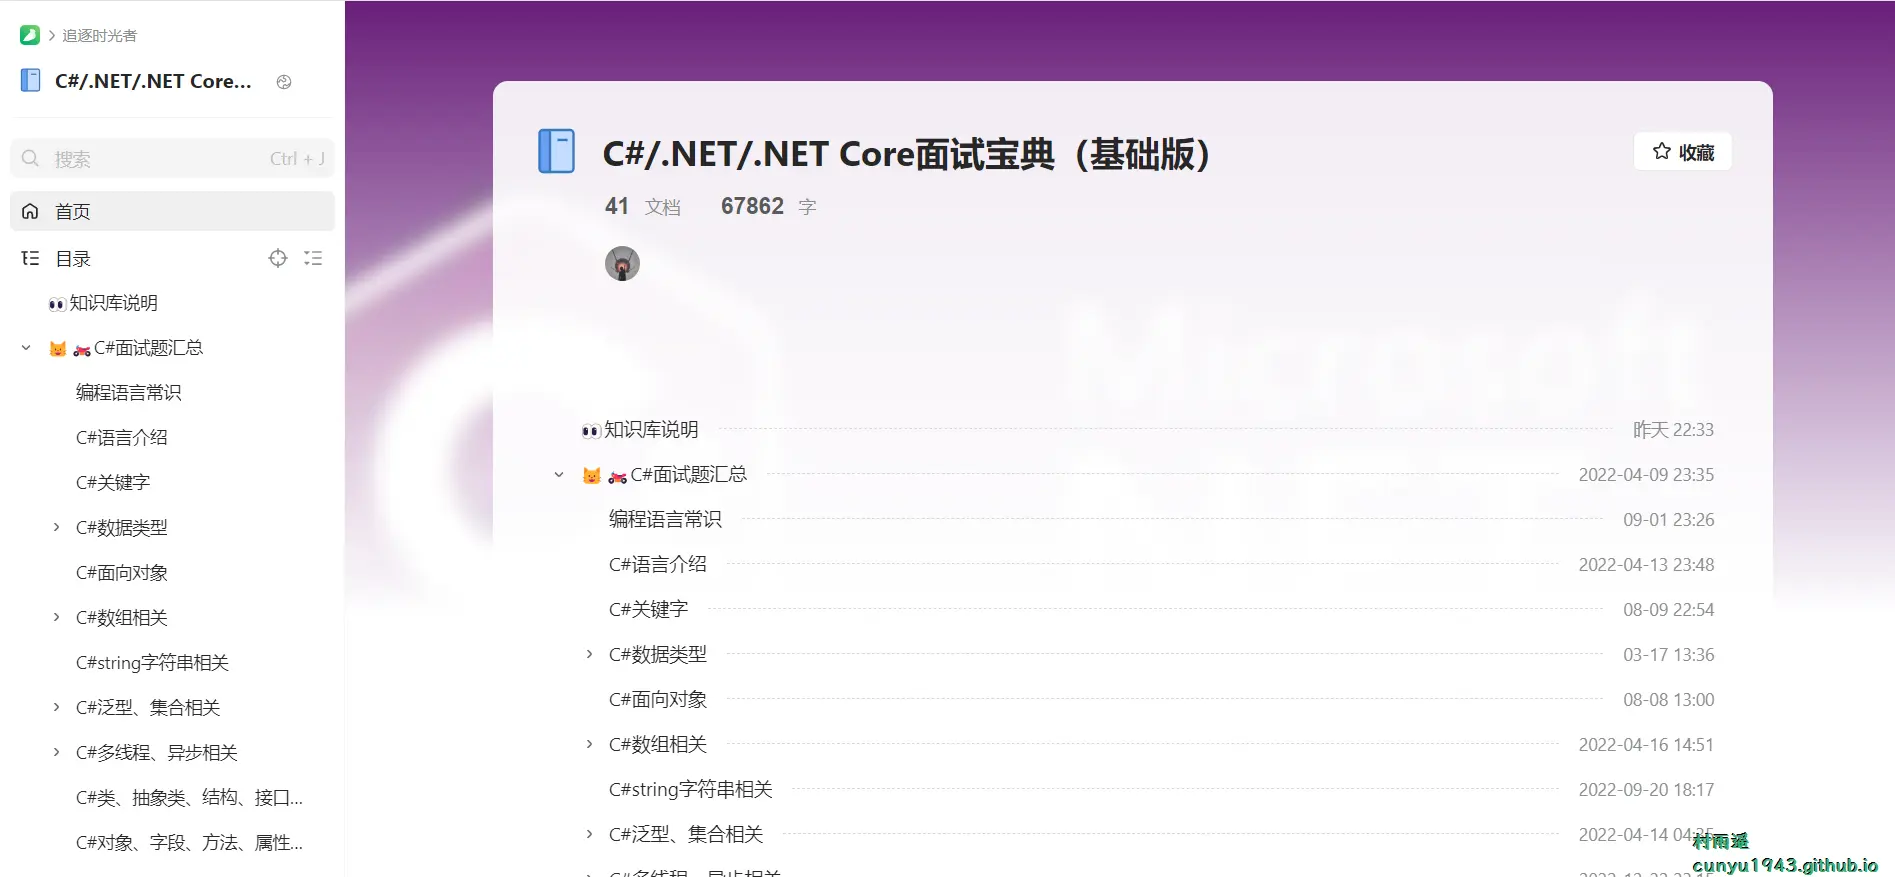 追逐时光者
C#/.NET/.NET Core...
搜索 Ctrl + J
首页
目录
知识库说明
C#面试题汇总
编程语言常识
C#语言介绍
C#关键字
C#数据类型
C#面向对象
C#数组相关
C#string字符串相关
C#泛型、集合相关
C#多线程、异步相关
C#类、抽象类、结构、接口...
C#对象、字段、方法、属性...
C#/.NET/.NET Core面试宝典（基础版）
收藏
41 文档 67862 字
Microsoft
知识库说明 昨天 22:33
C#面试题汇总 2022-04-09 23:35
编程语言常识 09-01 23:26
C#语言介绍 2022-04-13 23:48
C#关键字 08-09 22:54
C#数据类型 03-17 13:36
C#面向对象 08-08 13:00
C#数组相关 2022-04-16 14:51
C#string字符串相关 2022-09-20 18:17
C#泛型、集合相关 2022-04-14
C#多线程、异步相关
村雨遥
cunyu1943.github.io